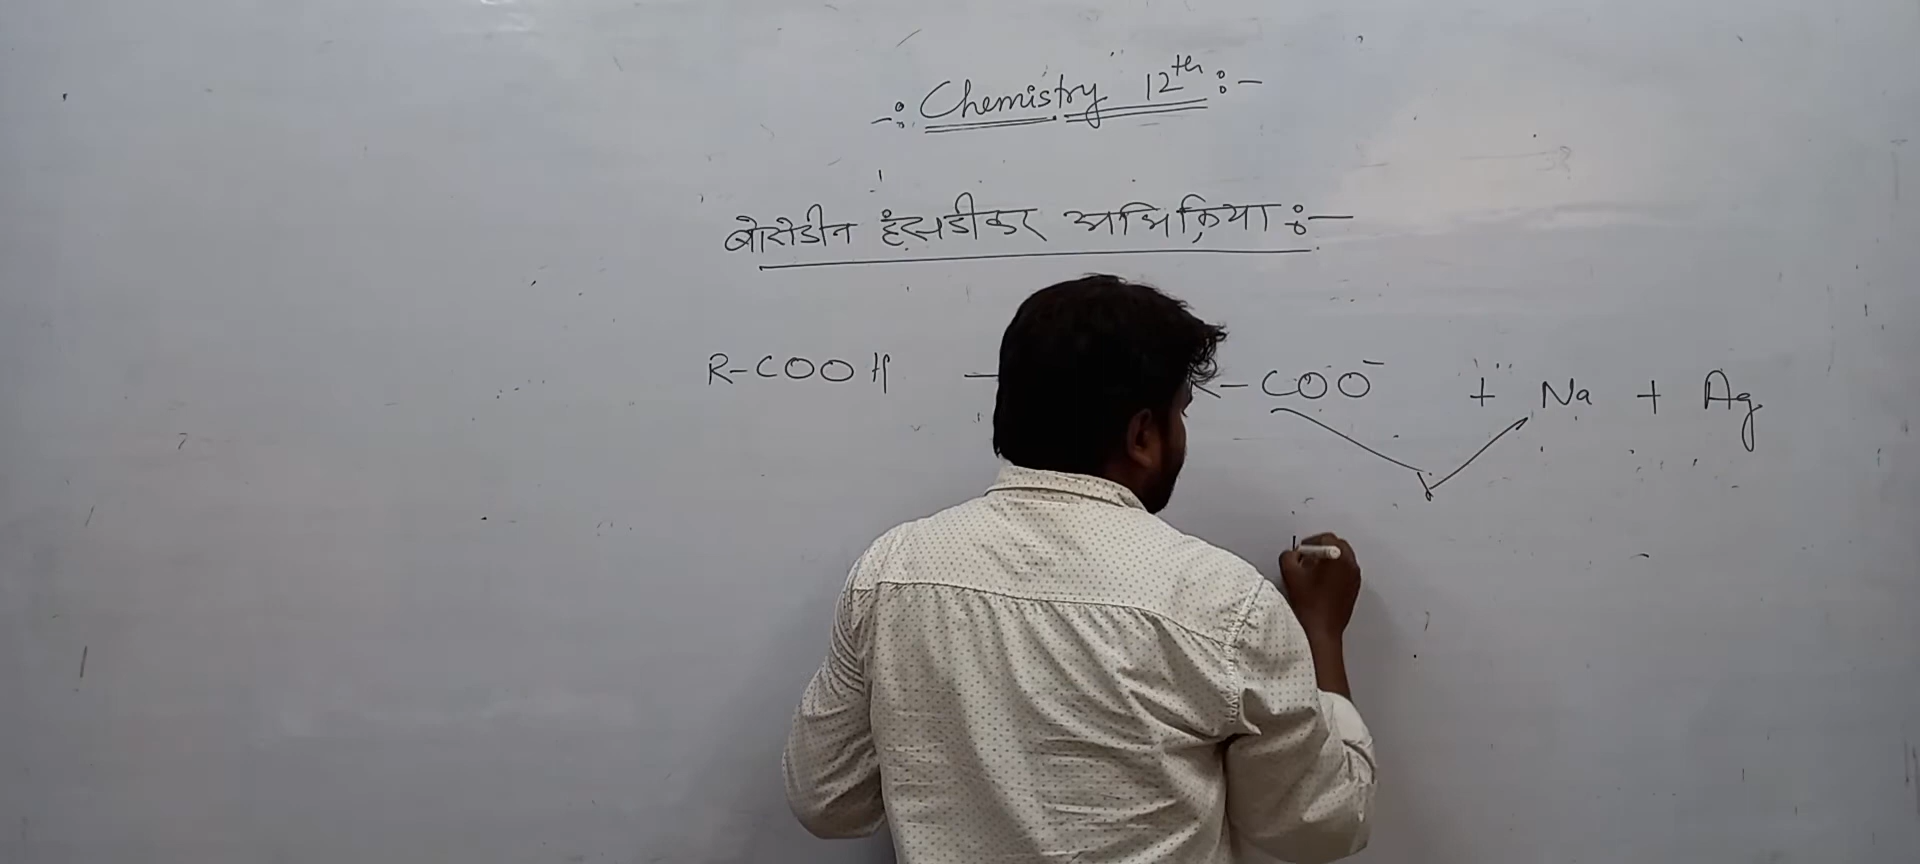 -: Chemistry 12th :-
बोरोडीन हंसडीकर अभिक्रिया :-
R-COOH — R-COO⁻ + Na + Ag